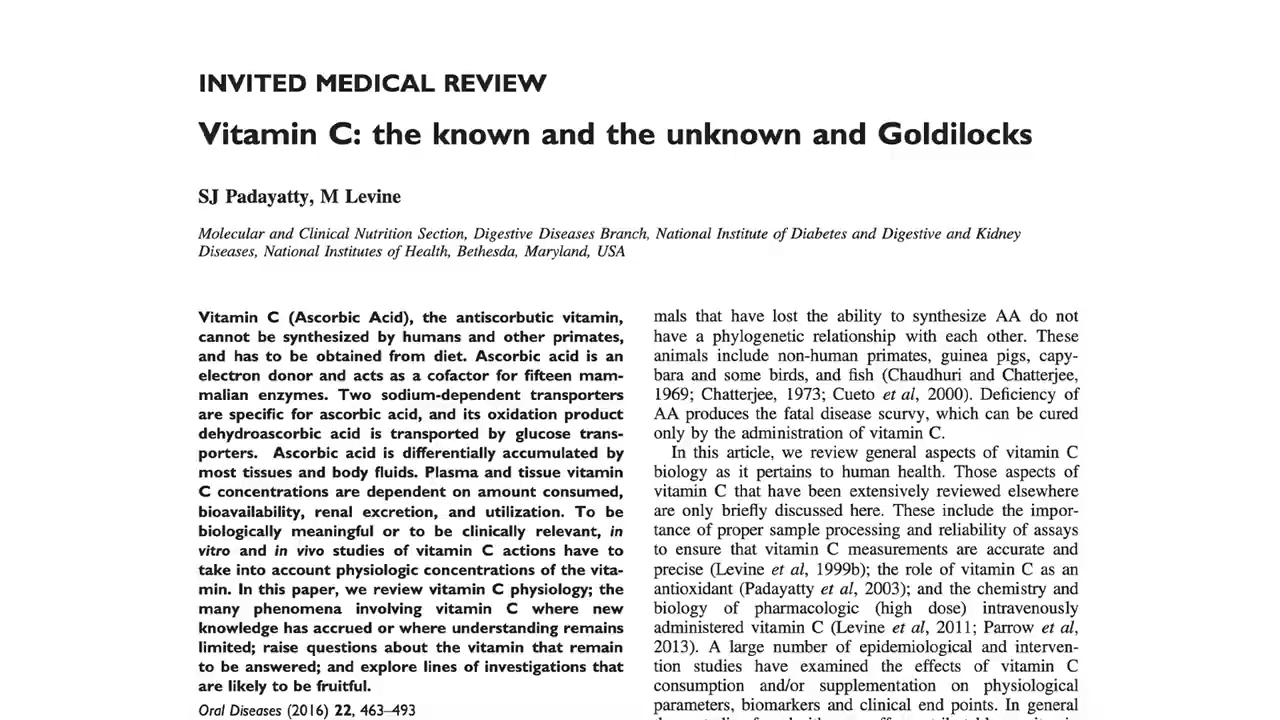 INVITED MEDICAL REVIEW
Vitamin C: the known and the unknown and Goldilocks
SJ Padayatty, M Levine
Molecular and Clinical Nutrition Section, Digestive Diseases Branch, National Institute of Diabetes and Digestive and Kidney
Diseases, National Institutes of Health, Bethesda, Maryland, USA
Vitamin C (Ascorbic Acid), the antiscorbutic vitamin,
cannot be synthesized by humans and other primates,
and has to be obtained from diet. Ascorbic acid is an
electron donor and acts as a cofactor for fifteen mam-
malian enzymes. Two sodium-dependent transporters
are specific for ascorbic acid, and its oxidation product
dehydroascorbic acid is transported by glucose trans-
porters. Ascorbic acid is differentially accumulated by
most tissues and body fluids. Plasma and tissue vitamin
C concentrations are dependent on amount consumed,
bioavailability, renal excretion, and utilization. To be
biologically meaningful or to be clinically relevant, in
vitro and in vivo studies of vitamin C actions have to
take into account physiologic concentrations of the vita-
min. In this paper, we review vitamin C physiology; the
many phenomena involving vitamin C where new
knowledge has accrued or where understanding remains
limited; raise questions about the vitamin that remain
to be answered; and explore lines of investigations that
are likely to be fruitful.
Oral Diseases (2016) 22, 463–493
mals that have lost the ability to synthesize AA do not
have a phylogenetic relationship with each other. These
animals include non-human primates, guinea pigs, capy-
bara and some birds, and fish (Chaudhuri and Chatterjee,
1969; Chatterjee, 1973; Cueto et al, 2000). Deficiency of
AA produces the fatal disease scurvy, which can be cured
only by the administration of vitamin C.
In this article, we review general aspects of vitamin C
biology as it pertains to human health. Those aspects of
vitamin C that have been extensively reviewed elsewhere
are only briefly discussed here. These include the impor-
tance of proper sample processing and reliability of assays
to ensure that vitamin C measurements are accurate and
precise (Levine et al, 1999b); the role of vitamin C as an
antioxidant (Padayatty et al, 2003); and the chemistry and
biology of pharmacologic (high dose) intravenously
administered vitamin C (Levine et al, 2011; Parrow et al,
2013). A large number of epidemiological and interven-
tion studies have examined the effects of vitamin C
consumption and/or supplementation on physiological
parameters, biomarkers and clinical end points. In general